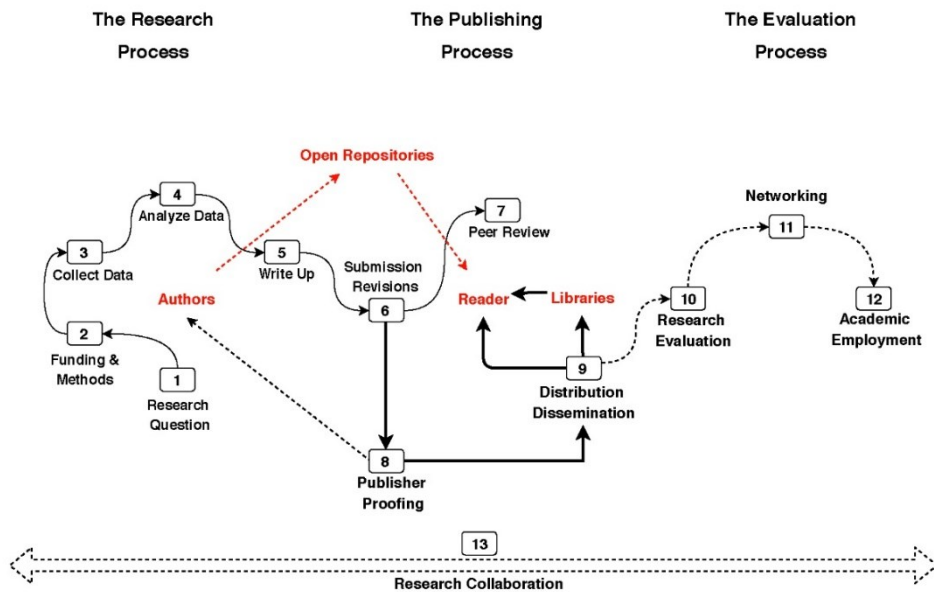 The Research
Process
The Publishing
Process
The Evaluation
Process
Open Repositories
4
Analyze Data
7
Peer Review
Networking
11
3
Collect Data
5
Write Up
Submission
Revisions
6
Authors
Reader
Libraries
10
Research
Evaluation
12
Academic
Employment
2
Funding &
Methods
1
Research
Question
9
Distribution
Dissemination
8
Publisher
Proofing
13
Research Collaboration